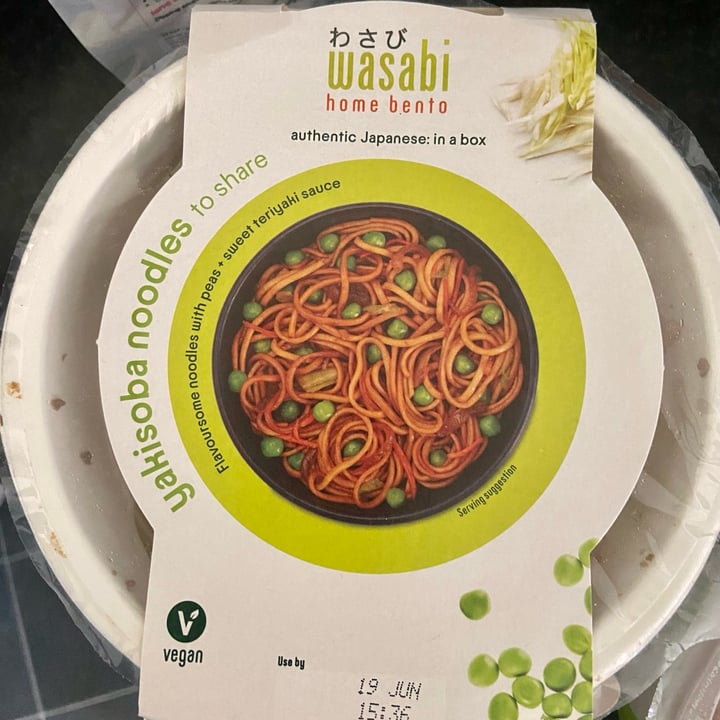 わさび
wasabi
home bento
authentic Japanese: in a box
yakisoba noodles to share
Flavoursome noodles with peas + sweet teriyaki sauce
Serving suggestion
V
vegan
Use by
19 JUN
15:36